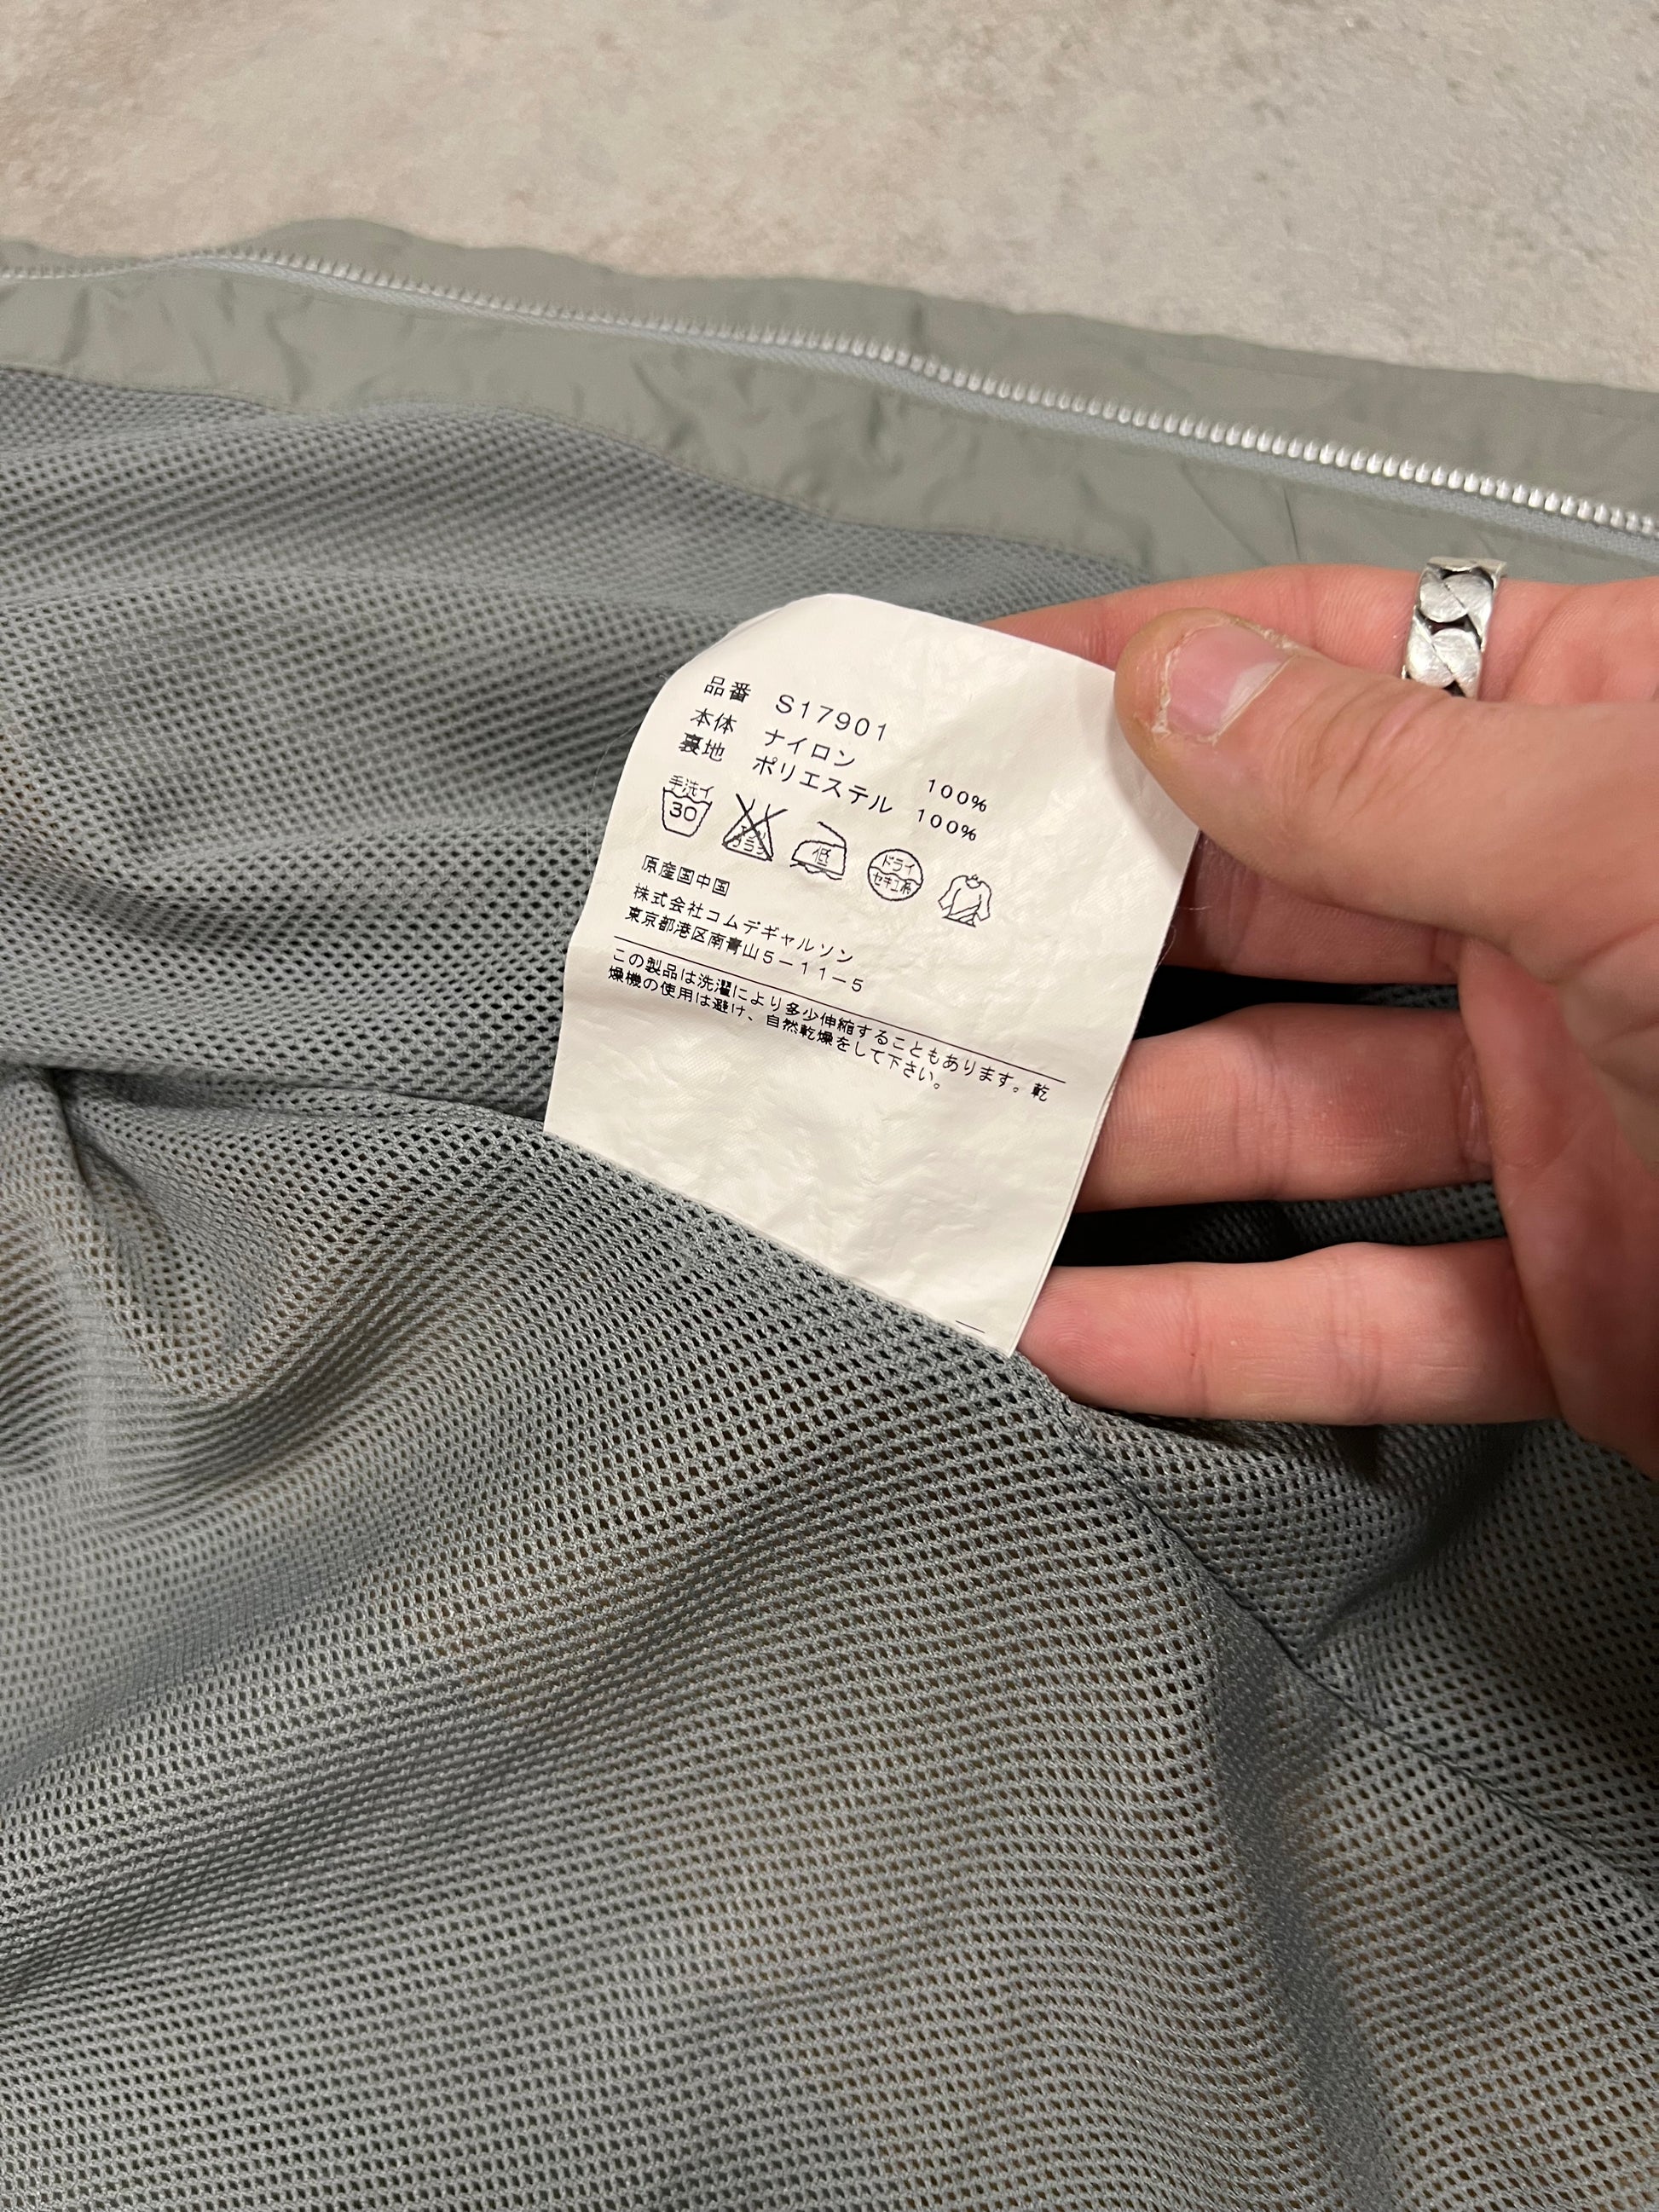 品番 S17901
本体 ナイロン 100%
裏地 ポリエステル 100%
手洗イ
30
低
ドライ
セキユ系
原産国中国
株式会社コムデギャルソン
東京都港区南青山5-11-5
この製品は洗濯により多少伸縮することもあります。乾
燥機の使用は避け、自然乾燥をして下さい。